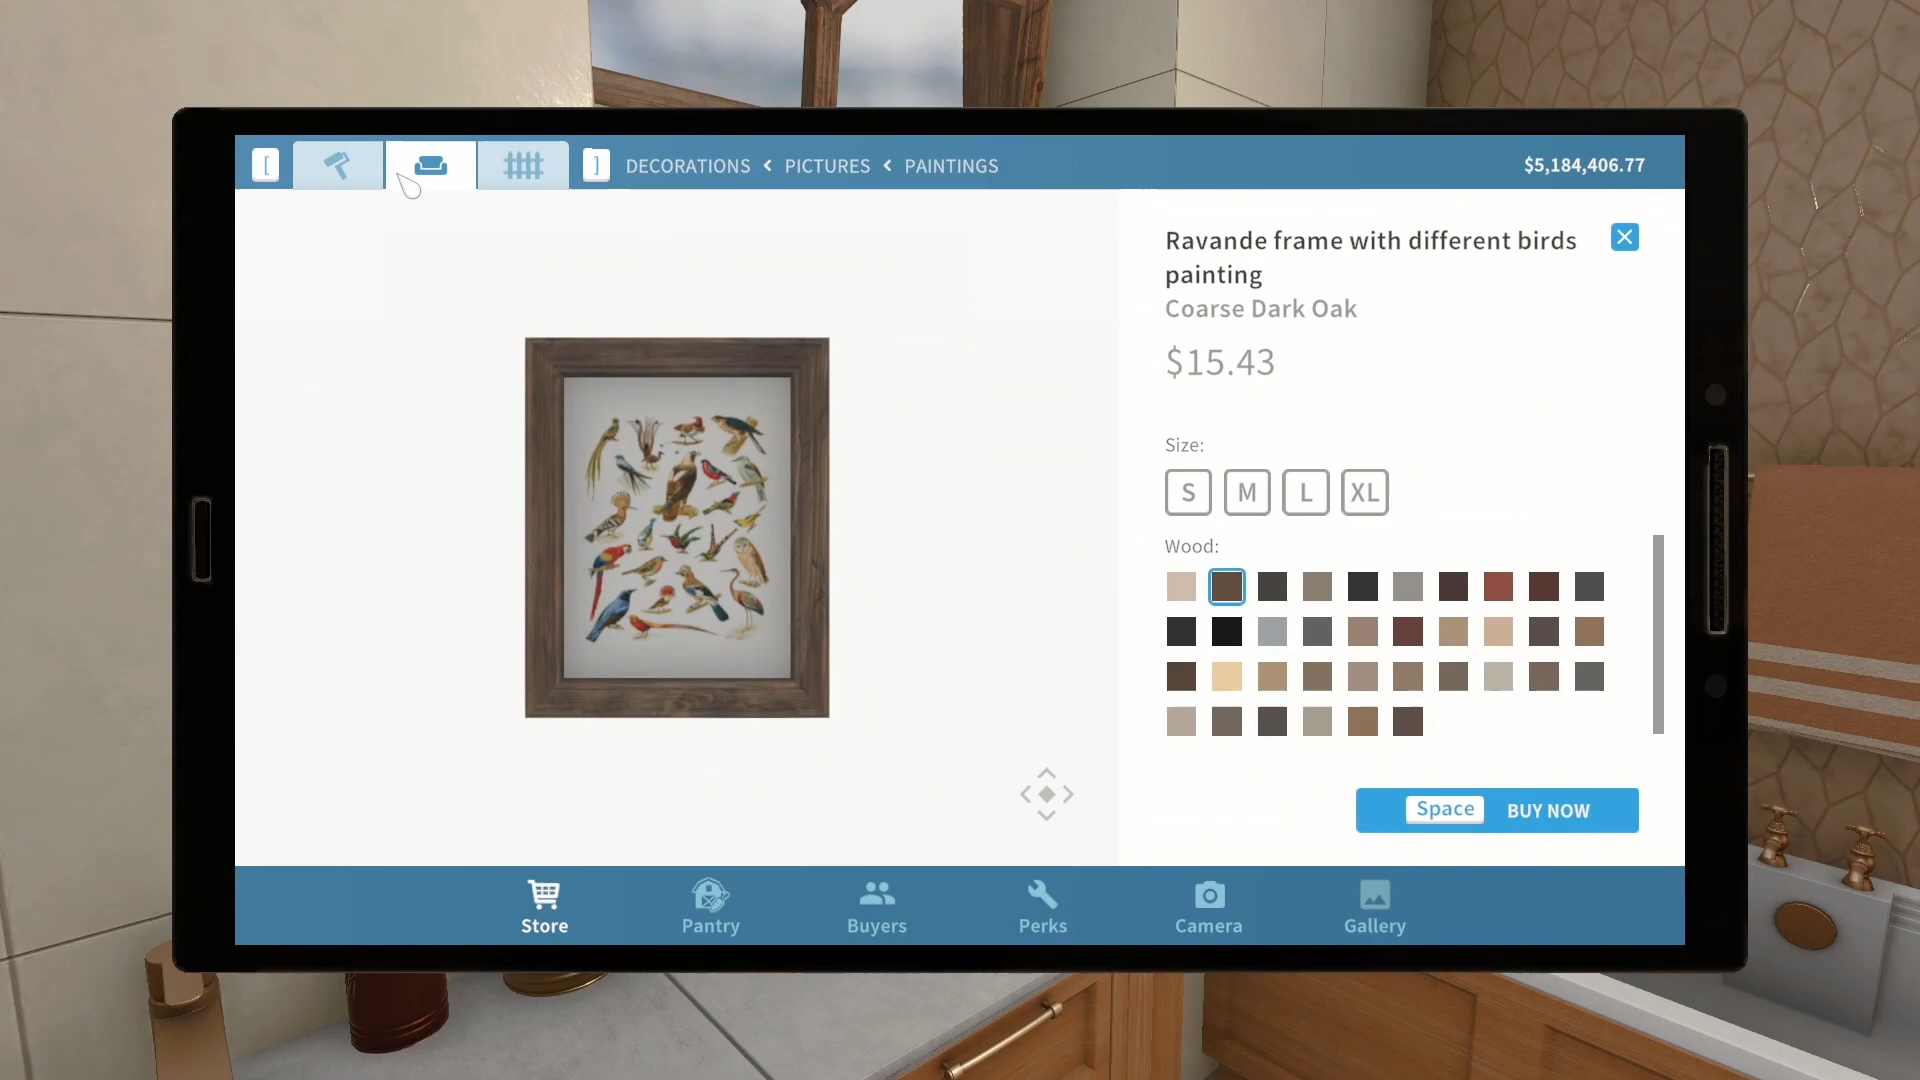 [
]
DECORATIONS < PICTURES < PAINTINGS
$5,184,406.77
Ravande frame with different birds
painting
Coarse Dark Oak
$15.43
Size:
S M L XL
Wood:
Space BUY NOW
Store Pantry Buyers Perks Camera Gallery